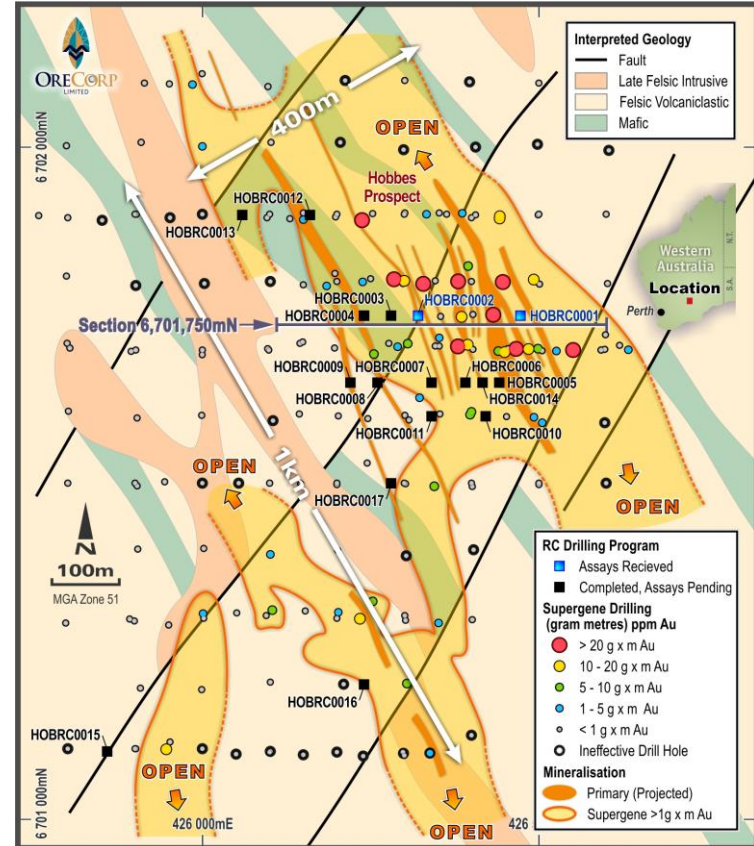 ORECORP
LIMITED
Interpreted Geology
Fault
Late Felsic Intrusive
Felsic Volcaniclastic
Mafic
6 702 000mN
400m
OPEN
Hobbes
Prospect
HOBRC0012
HOBRC0013
Western
Australia
N.T.
S.A.
Location
Perth
HOBRC0003
HOBRC0002
HOBRC0004
HOBRC0001
Section 6,701,750mN
HOBRC0009
HOBRC0007
HOBRC0006
HOBRC0008
HOBRC0005
HOBRC0014
HOBRC0011
HOBRC0010
OPEN
1km
HOBRC0017
OPEN
N
100m
MGA Zone 51
RC Drilling Program
Assays Recieved
Completed, Assays Pending
Supergene Drilling
(gram metres) ppm Au
> 20 g x m Au
10 - 20 g x m Au
5 - 10 g x m Au
1 - 5 g x m Au
< 1 g x m Au
Ineffective Drill Hole
Mineralisation
Primary (Projected)
Supergene >1g x m Au
HOBRC0016
HOBRC0015
OPEN
OPEN
6 701 000mN
426 000mE
426